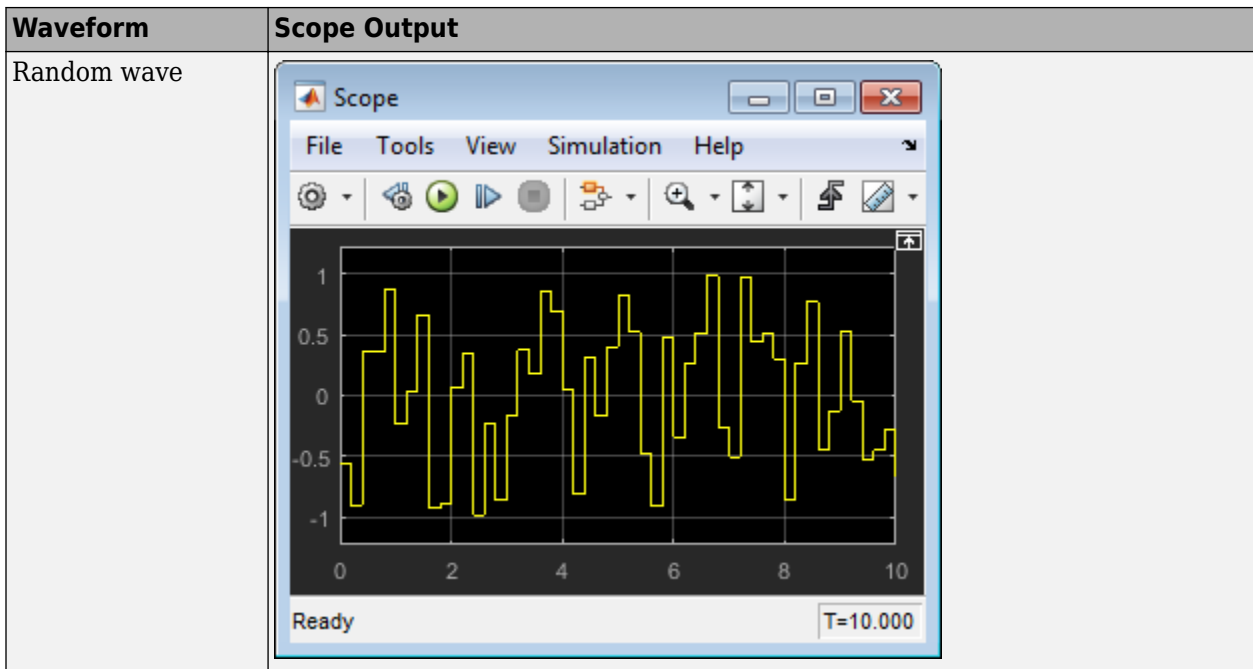 Waveform Scope Output
Random wave
Scope
File Tools View Simulation Help
1
0.5
0
-0.5
-1
0 2 4 6 8 10
Ready T=10.000